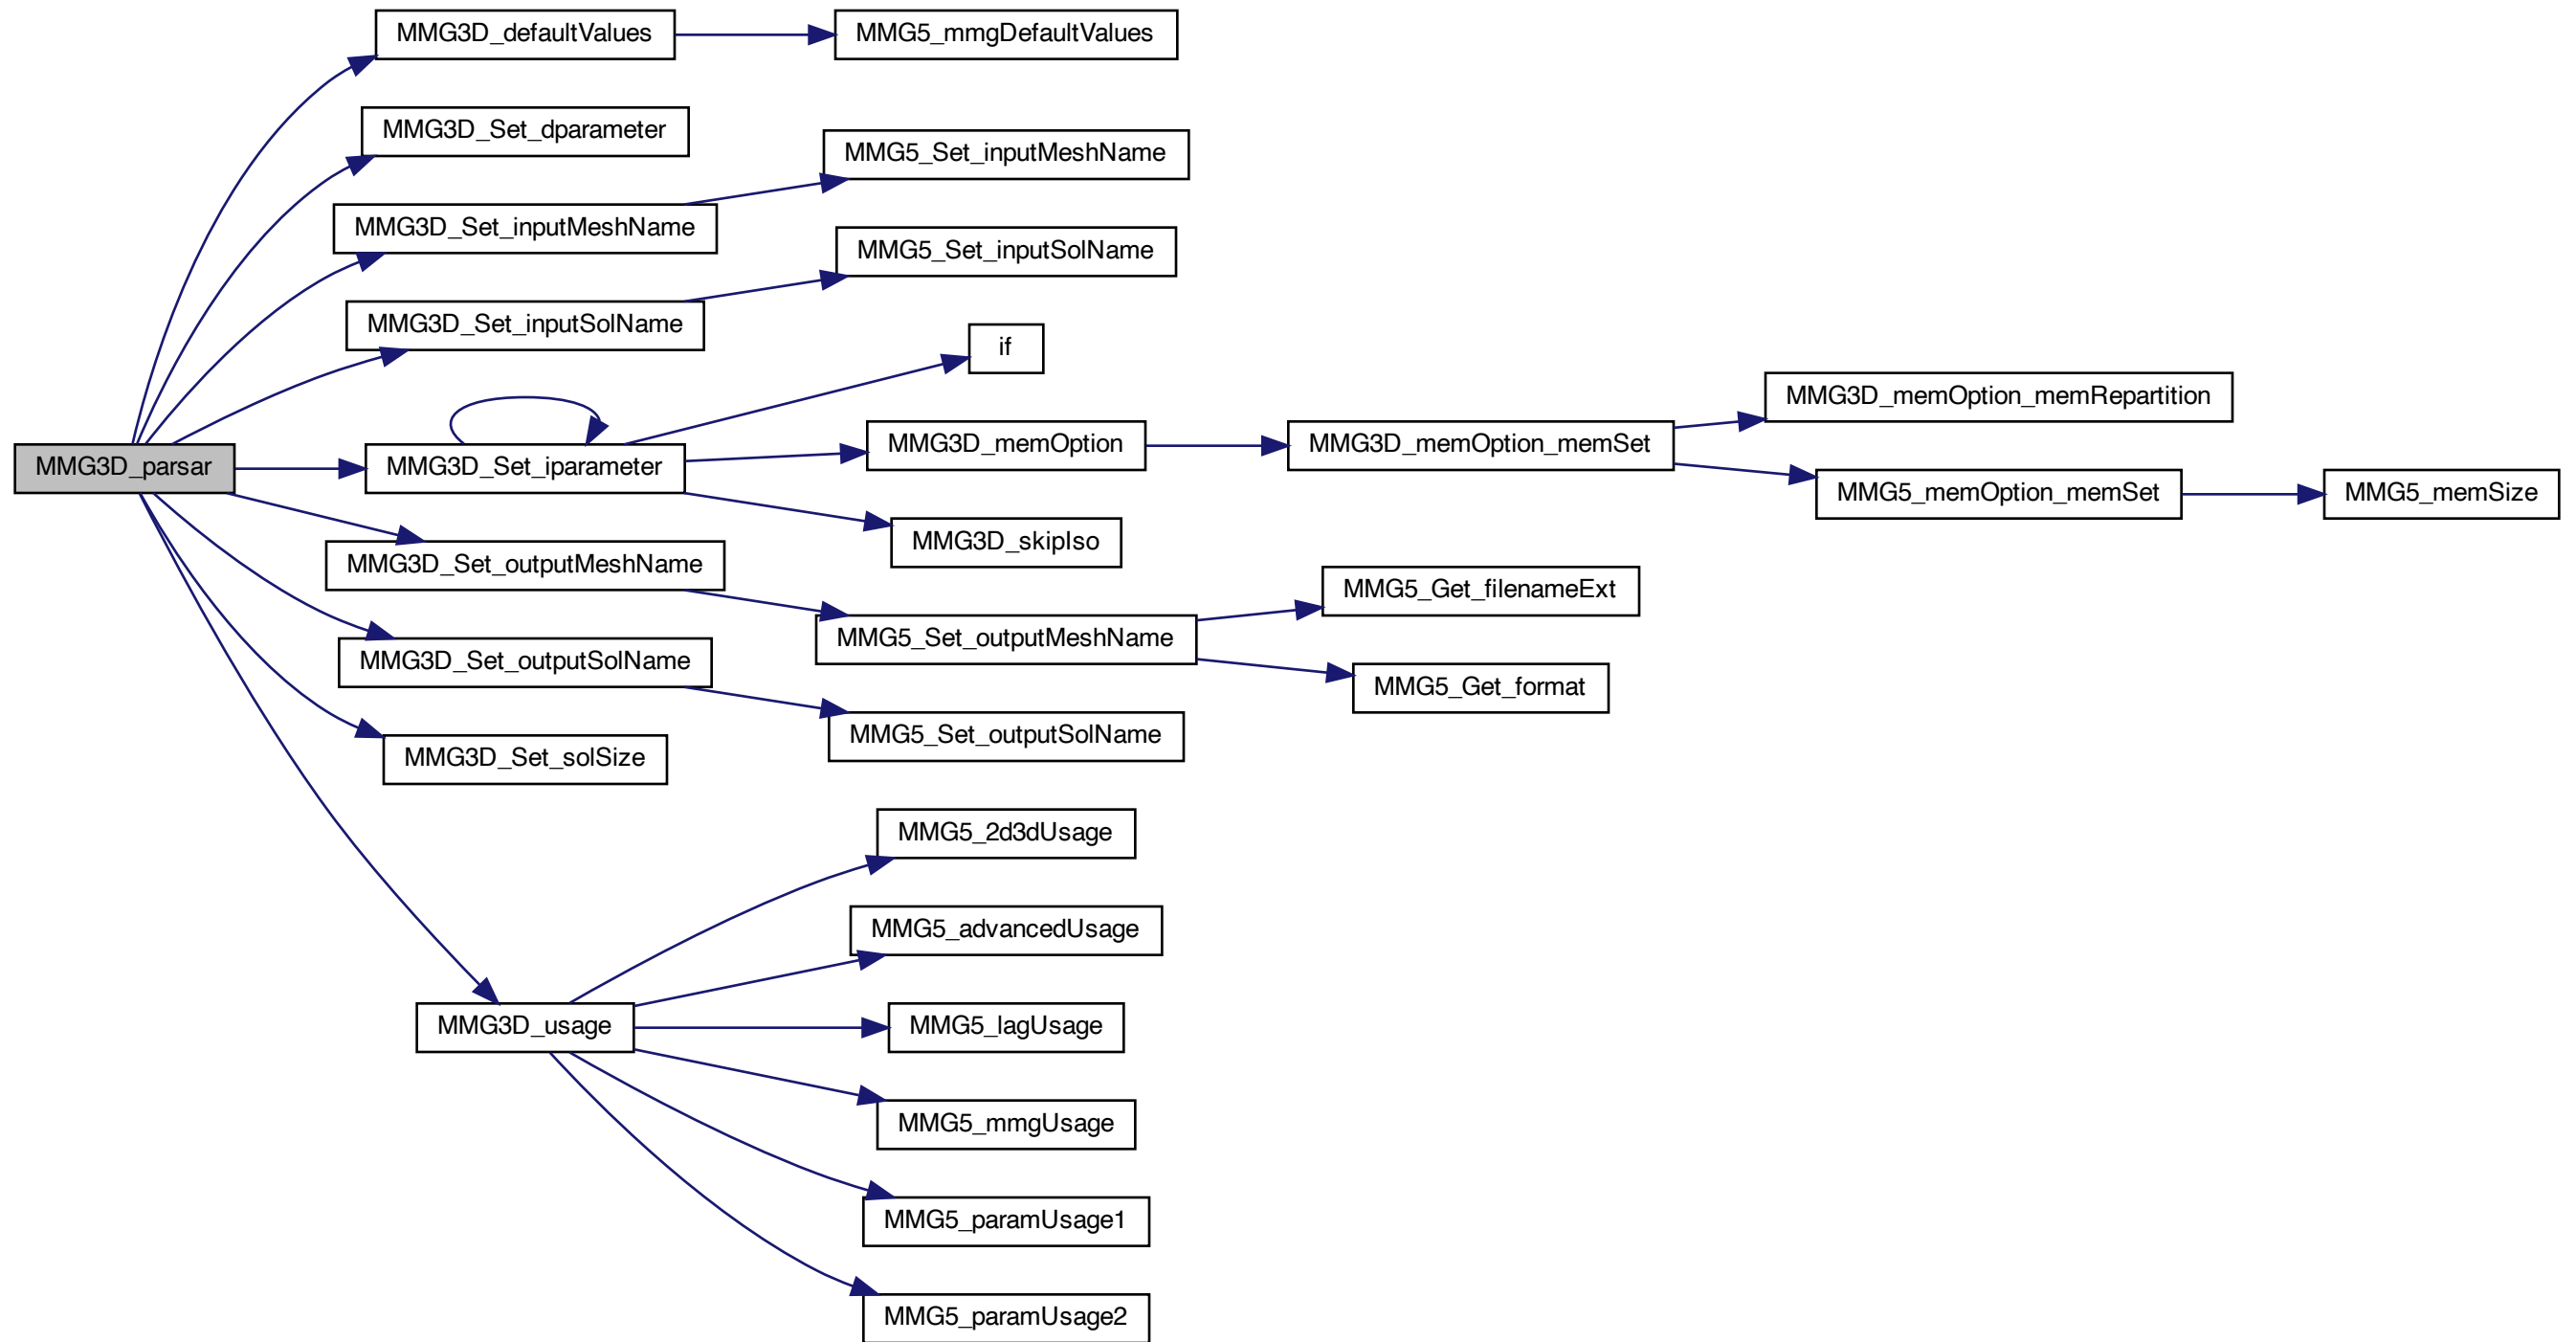 MMG3D_parsar
MMG3D_defaultValues
MMG5_mmgDefaultValues
MMG3D_Set_dparameter
MMG3D_Set_inputMeshName
MMG5_Set_inputMeshName
MMG3D_Set_inputSolName
MMG5_Set_inputSolName
MMG3D_Set_iparameter
if
MMG3D_memOption
MMG3D_memOption_memSet
MMG3D_memOption_memRepartition
MMG5_memOption_memSet
MMG5_memSize
MMG3D_skipIso
MMG3D_Set_outputMeshName
MMG5_Set_outputMeshName
MMG5_Get_filenameExt
MMG5_Get_format
MMG3D_Set_outputSolName
MMG5_Set_outputSolName
MMG3D_Set_solSize
MMG3D_usage
MMG5_2d3dUsage
MMG5_advancedUsage
MMG5_lagUsage
MMG5_mmgUsage
MMG5_paramUsage1
MMG5_paramUsage2